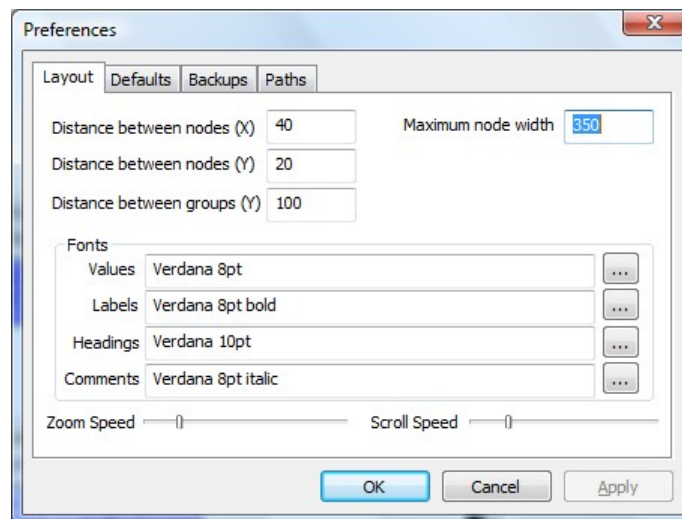 Preferences
Layout Defaults Backups Paths
Distance between nodes (X) 40 Maximum node width 350
Distance between nodes (Y) 20
Distance between groups (Y) 100
Fonts
Values Verdana 8pt ...
Labels Verdana 8pt bold ...
Headings Verdana 10pt ...
Comments Verdana 8pt italic ...
Zoom Speed Scroll Speed
OK Cancel Apply